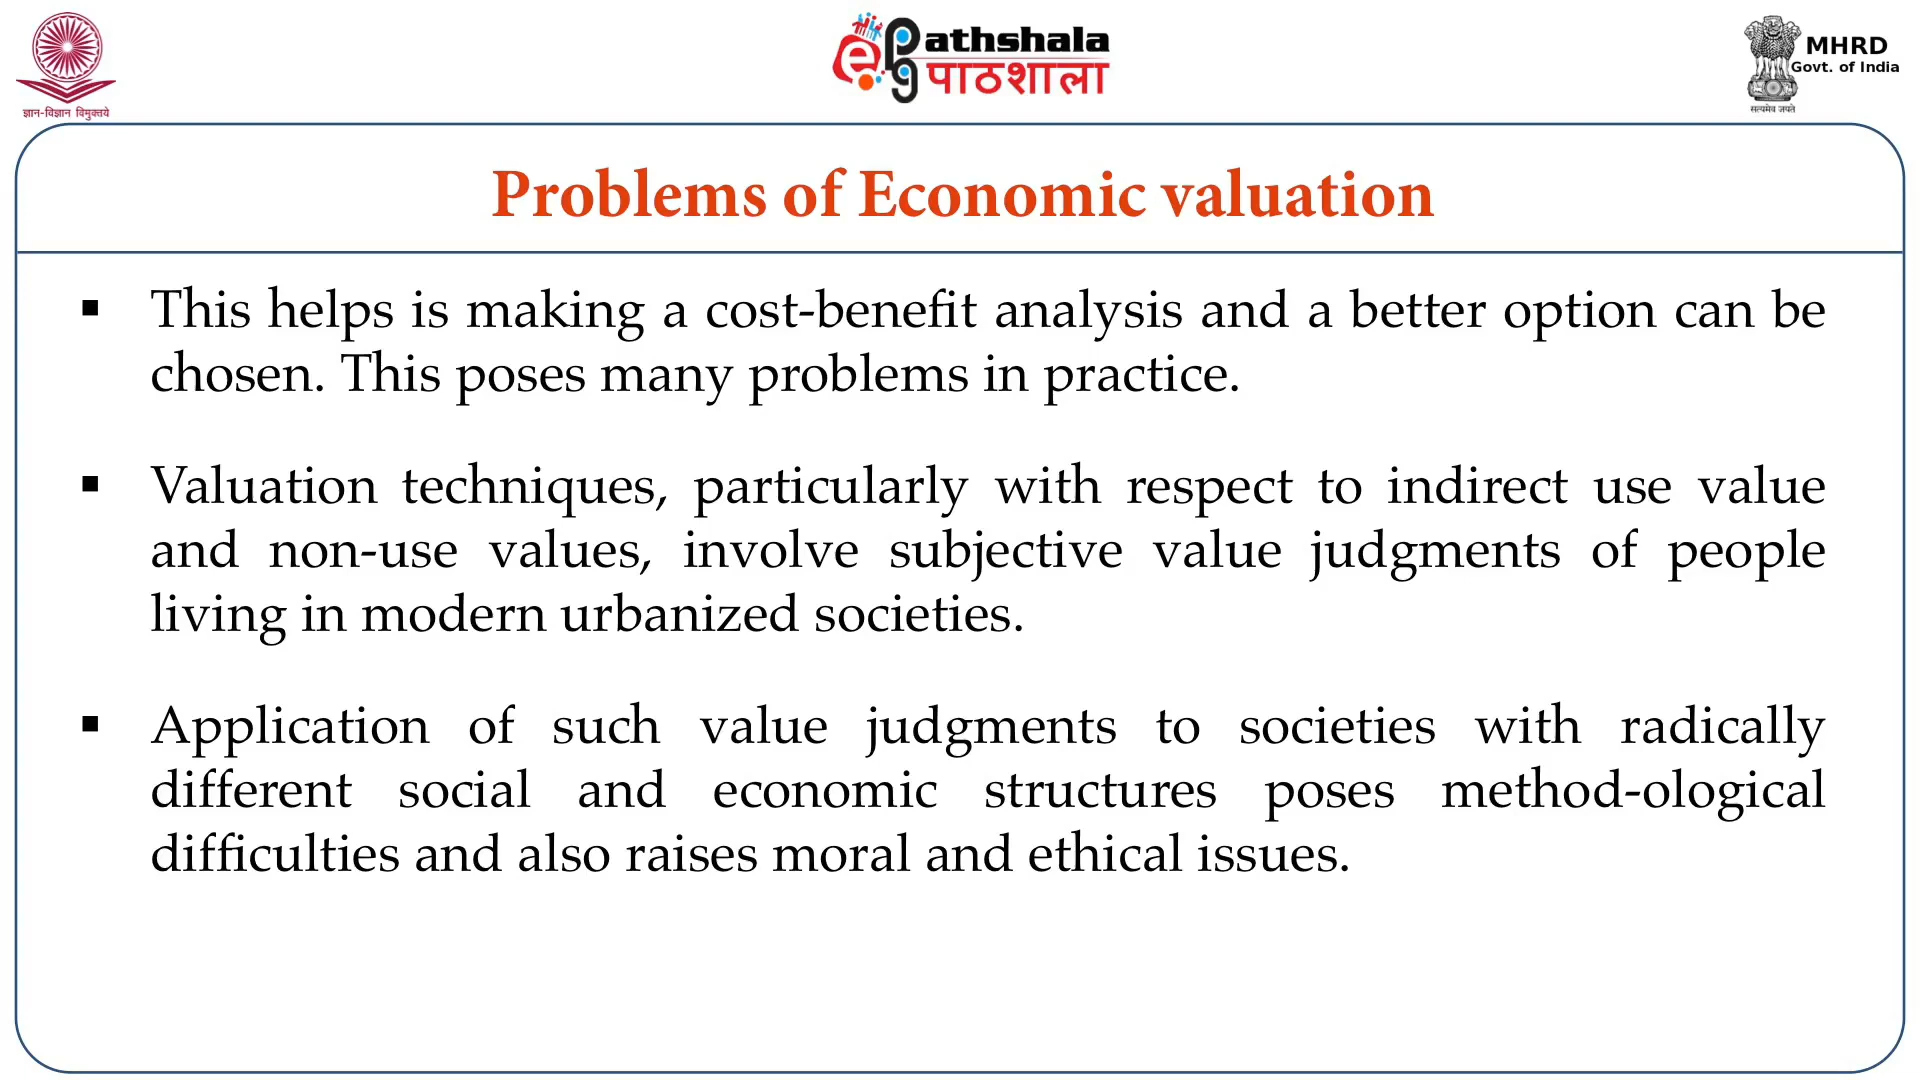 ज्ञान-विज्ञान विमुक्तये
e
Pathshala
pg पाठशाला
MHRD
Govt. of India
सत्यमेव जयते
Problems of Economic valuation
▪ This helps is making a cost-benefit analysis and a better option can be
chosen. This poses many problems in practice.
▪ Valuation techniques, particularly with respect to indirect use value
and non-use values, involve subjective value judgments of people
living in modern urbanized societies.
▪ Application of such value judgments to societies with radically
different social and economic structures poses method-ological
difficulties and also raises moral and ethical issues.